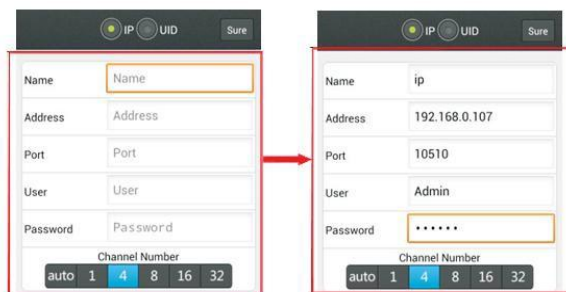 IP UID Sure
Name Name
Address Address
Port Port
User User
Password Password
Channel Number
auto 1 4 8 16 32
IP UID Sure
Name ip
Address 192.168.0.107
Port 10510
User Admin
Password ······
Channel Number
auto 1 4 8 16 32